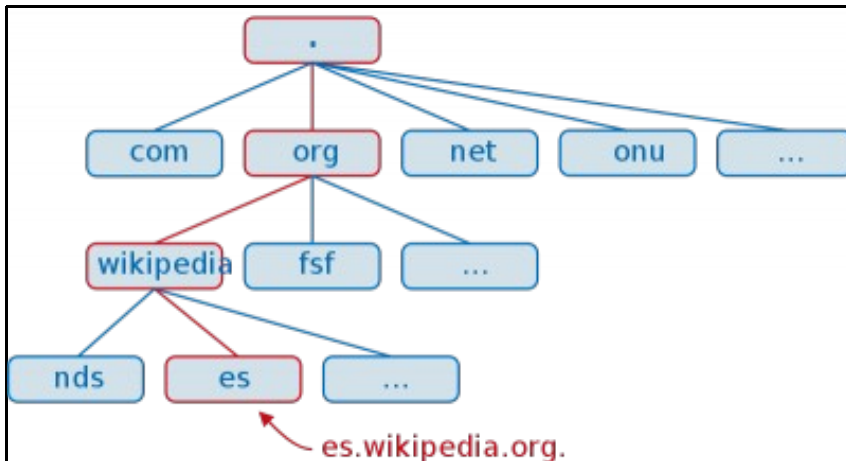 .
com org net onu ...
wikipedia fsf ...
nds es ...
es.wikipedia.org.